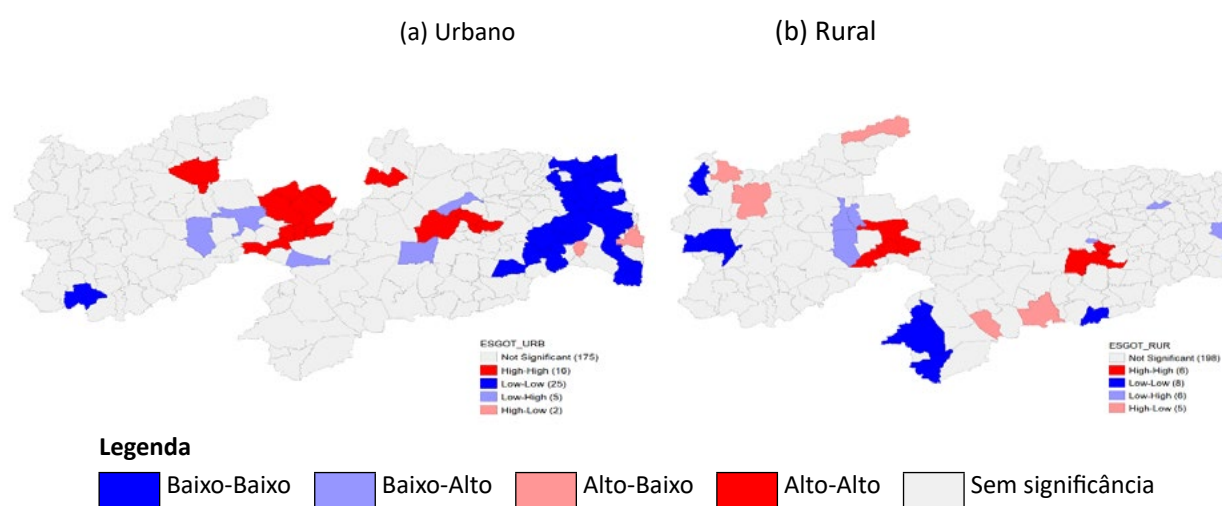 (a) Urbano
(b) Rural
ESGOT_URB
Not Significant (175)
High-High (16)
Low-Low (25)
Low-High (5)
High-Low (2)
ESGOT_RUR
Not Significant (198)
High-High (6)
Low-Low (8)
Low-High (6)
High-Low (5)
Legenda
Baixo-Baixo
Baixo-Alto
Alto-Baixo
Alto-Alto
Sem significância